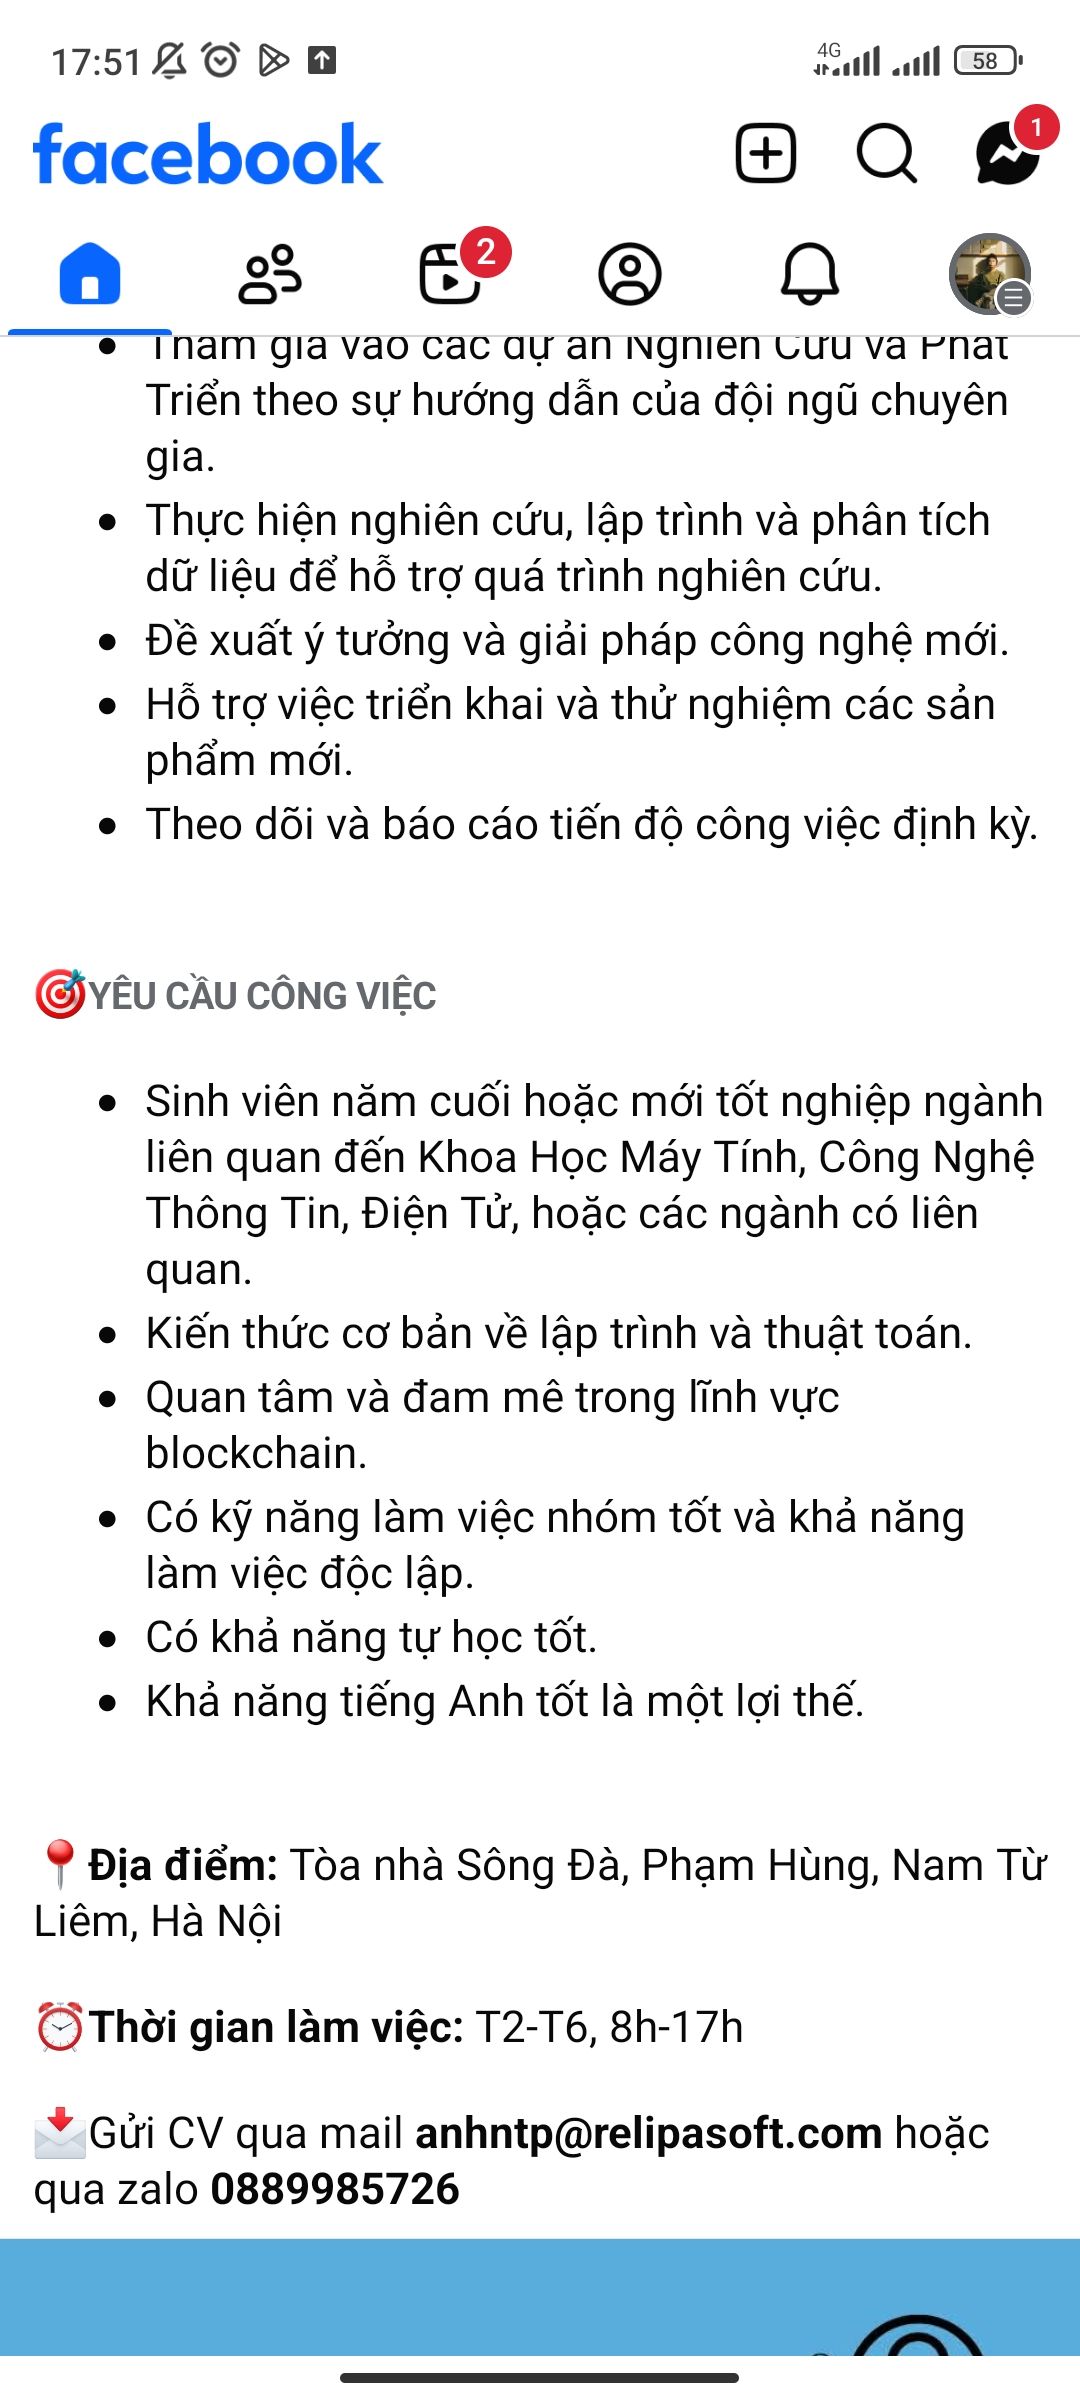 17:51
4G
58
facebook
1
2
Tham gia vào các dự án Nghiên Cứu và Phát
Triển theo sự hướng dẫn của đội ngũ chuyên
gia.
Thực hiện nghiên cứu, lập trình và phân tích
dữ liệu để hỗ trợ quá trình nghiên cứu.
Đề xuất ý tưởng và giải pháp công nghệ mới.
Hỗ trợ việc triển khai và thử nghiệm các sản
phẩm mới.
Theo dõi và báo cáo tiến độ công việc định kỳ.
🎯YÊU CẦU CÔNG VIỆC
Sinh viên năm cuối hoặc mới tốt nghiệp ngành
liên quan đến Khoa Học Máy Tính, Công Nghệ
Thông Tin, Điện Tử, hoặc các ngành có liên
quan.
Kiến thức cơ bản về lập trình và thuật toán.
Quan tâm và đam mê trong lĩnh vực
blockchain.
Có kỹ năng làm việc nhóm tốt và khả năng
làm việc độc lập.
Có khả năng tự học tốt.
Khả năng tiếng Anh tốt là một lợi thế.
📍Địa điểm: Tòa nhà Sông Đà, Phạm Hùng, Nam Từ
Liêm, Hà Nội
⏰Thời gian làm việc: T2-T6, 8h-17h
📩Gửi CV qua mail anhntp@relipasoft.com hoặc
qua zalo 0889985726